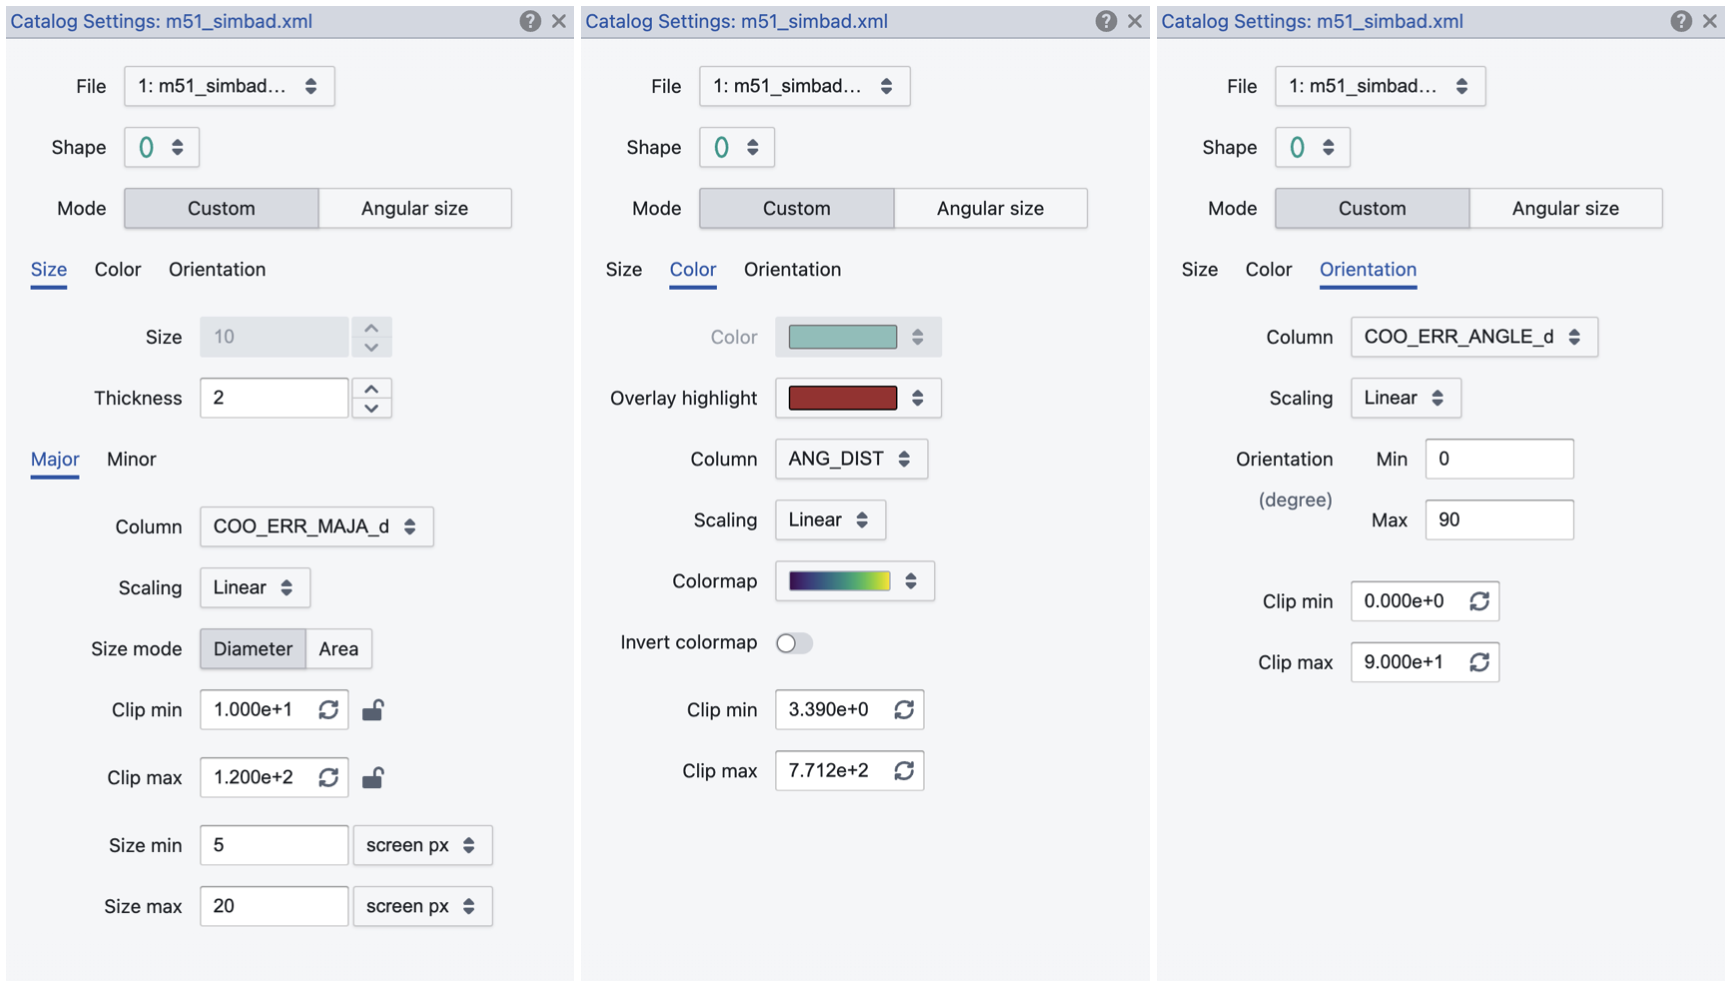 Catalog Settings: m51_simbad.xml
File 1: m51_simbad...
Shape
Mode Custom Angular size
Size Color Orientation
Size 10
Thickness 2
Major Minor
Column COO_ERR_MAJA_d
Scaling Linear
Size mode Diameter Area
Clip min 1.000e+1
Clip max 1.200e+2
Size min 5 screen px
Size max 20 screen px
Catalog Settings: m51_simbad.xml
File 1: m51_simbad...
Shape
Mode Custom Angular size
Size Color Orientation
Color
Overlay highlight
Column ANG_DIST
Scaling Linear
Colormap
Invert colormap
Clip min 3.390e+0
Clip max 7.712e+2
Catalog Settings: m51_simbad.xml
File 1: m51_simbad...
Shape
Mode Custom Angular size
Size Color Orientation
Column COO_ERR_ANGLE_d
Scaling Linear
Orientation Min 0
(degree)
Max 90
Clip min 0.000e+0
Clip max 9.000e+1